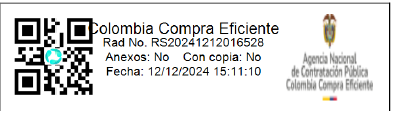 Colombia Compra Eficiente
Rad No. RS20241212016528
Anexos: No Con copia: No
Fecha: 12/12/2024 15:11:10
Agencia Nacional
de Contratación Pública
Colombia Compra Eficiente